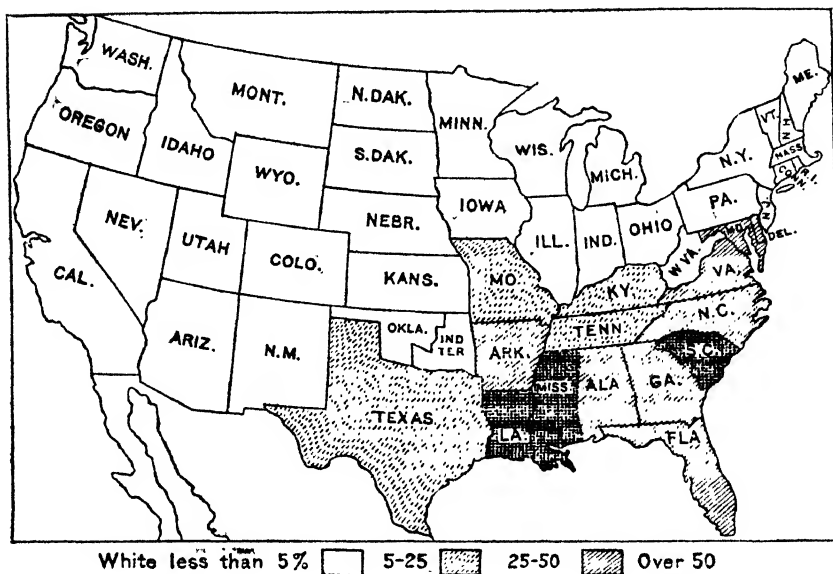 WASH.
MONT.
N.DAK.
MINN.
ME.
VT.
N.H.
OREGON
IDAHO
S.DAK.
WIS.
MICH.
N.Y.
MASS.
WYO.
IOWA
PA.
CONN.
R.I.
N.J.
NEV.
UTAH
NEBR.
ILL.
IND.
OHIO
MD.
DEL.
CAL.
COLO.
KANS.
MO.
KY.
W.VA.
VA.
ARIZ.
N.M.
OKLA.
IND
TER
ARK.
TENN
N.C.
S.C.
TEXAS
LA.
MISS.
ALA
GA.
FLA
White less than 5% 5-25 25-50 Over 50